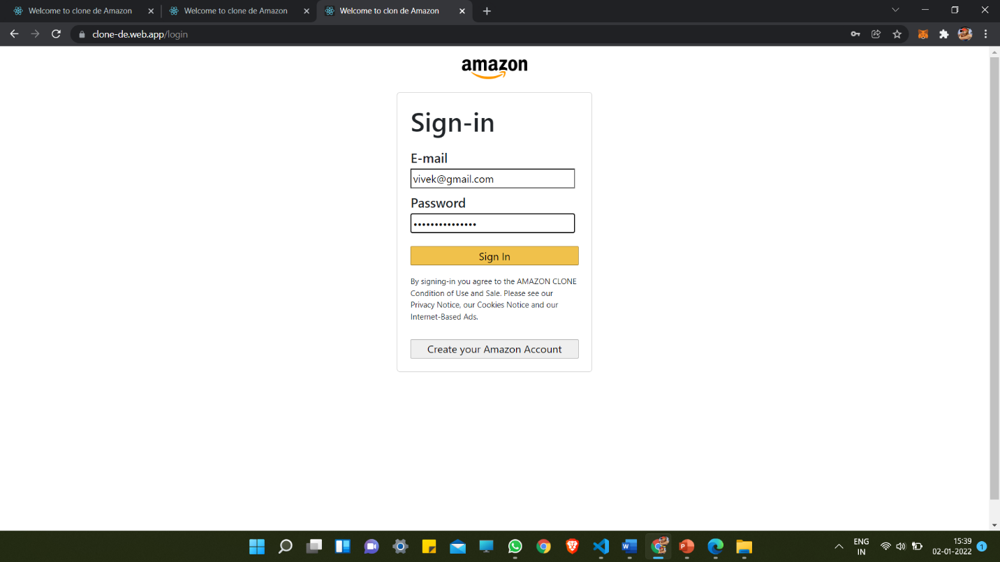 Welcome to clone de Amazon
Welcome to clone de Amazon
Welcome to clon de Amazon
clone-de.web.app/login
amazon
Sign-in
E-mail
vivek@gmail.com
Password
•••••••••••••••
Sign In
By signing-in you agree to the AMAZON CLONE
Condition of Use and Sale. Please see our
Privacy Notice, our Cookies Notice and our
Internet-Based Ads.
Create your Amazon Account
ENG
IN
15:39
02-01-2022
1